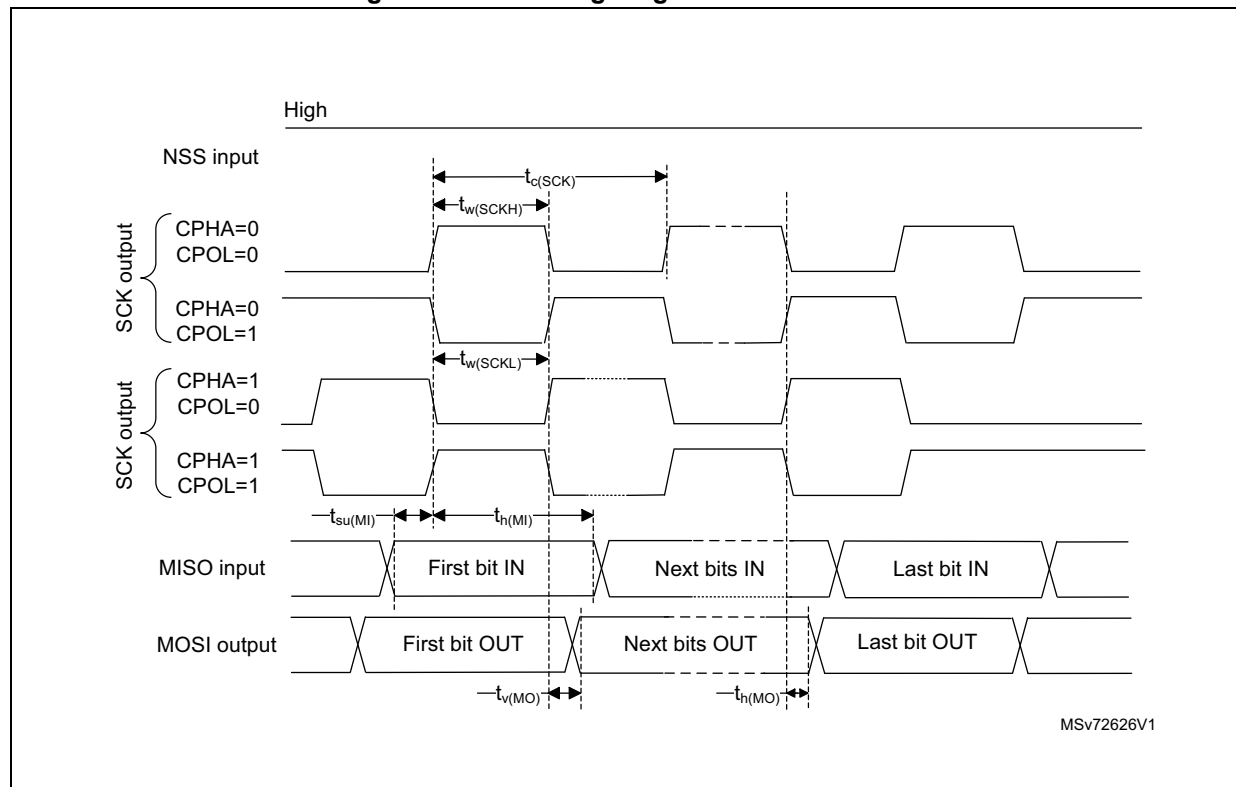 High
NSS input
tc(SCK)
tw(SCKH)
SCK output
CPHA=0
CPOL=0
CPHA=0
CPOL=1
tw(SCKL)
SCK output
CPHA=1
CPOL=0
CPHA=1
CPOL=1
tsu(MI)
th(MI)
MISO input
First bit IN
Next bits IN
Last bit IN
MOSI output
First bit OUT
Next bits OUT
Last bit OUT
tv(MO)
th(MO)
MSv72626V1